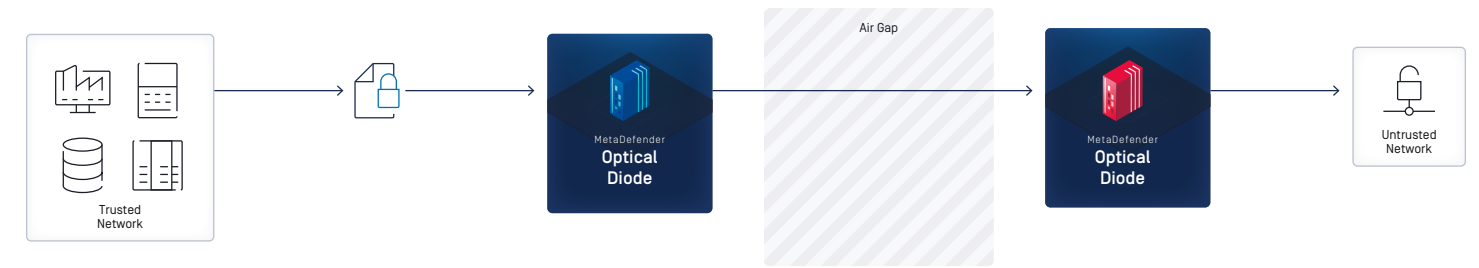 Air Gap
MetaDefender
Optical
Diode
MetaDefender
Optical
Diode
Untrusted
Network
Trusted
Network